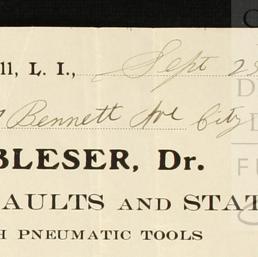 ll, L. I., Sept 2
Bennett Ave City
BLESER, Dr.
AULTS AND STAT
H PNEUMATIC TOOLS